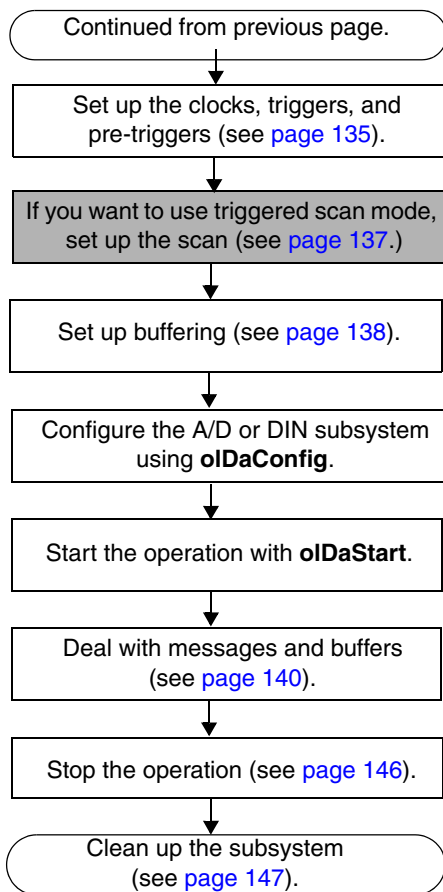 Continued from previous page.
Set up the clocks, triggers, and
pre-triggers (see page 135).
If you want to use triggered scan mode,
set up the scan (see page 137.)
Set up buffering (see page 138).
Configure the A/D or DIN subsystem
using olDaConfig.
Start the operation with olDaStart.
Deal with messages and buffers
(see page 140).
Stop the operation (see page 146).
Clean up the subsystem
(see page 147).